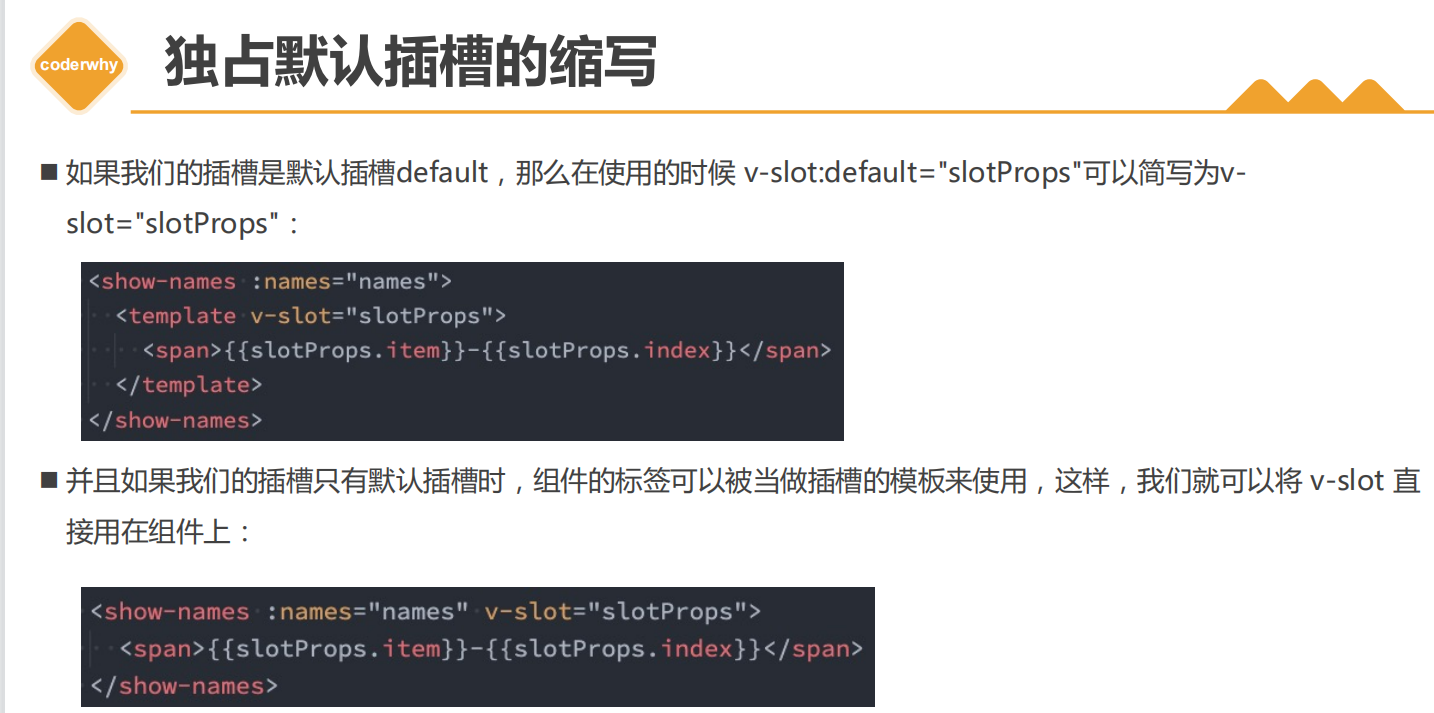 coderwhy
独占默认插槽的缩写
如果我们的插槽是默认插槽default，那么在使用的时候 v-slot:default="slotProps"可以简写为v-
slot="slotProps"：
<show-names :names="names">
  <template v-slot="slotProps">
    <span>{{slotProps.item}}-{{slotProps.index}}</span>
  </template>
</show-names>
并且如果我们的插槽只有默认插槽时，组件的标签可以被当做插槽的模板来使用，这样，我们就可以将 v-slot 直
接用在组件上：
<show-names :names="names" v-slot="slotProps">
  <span>{{slotProps.item}}-{{slotProps.index}}</span>
</show-names>